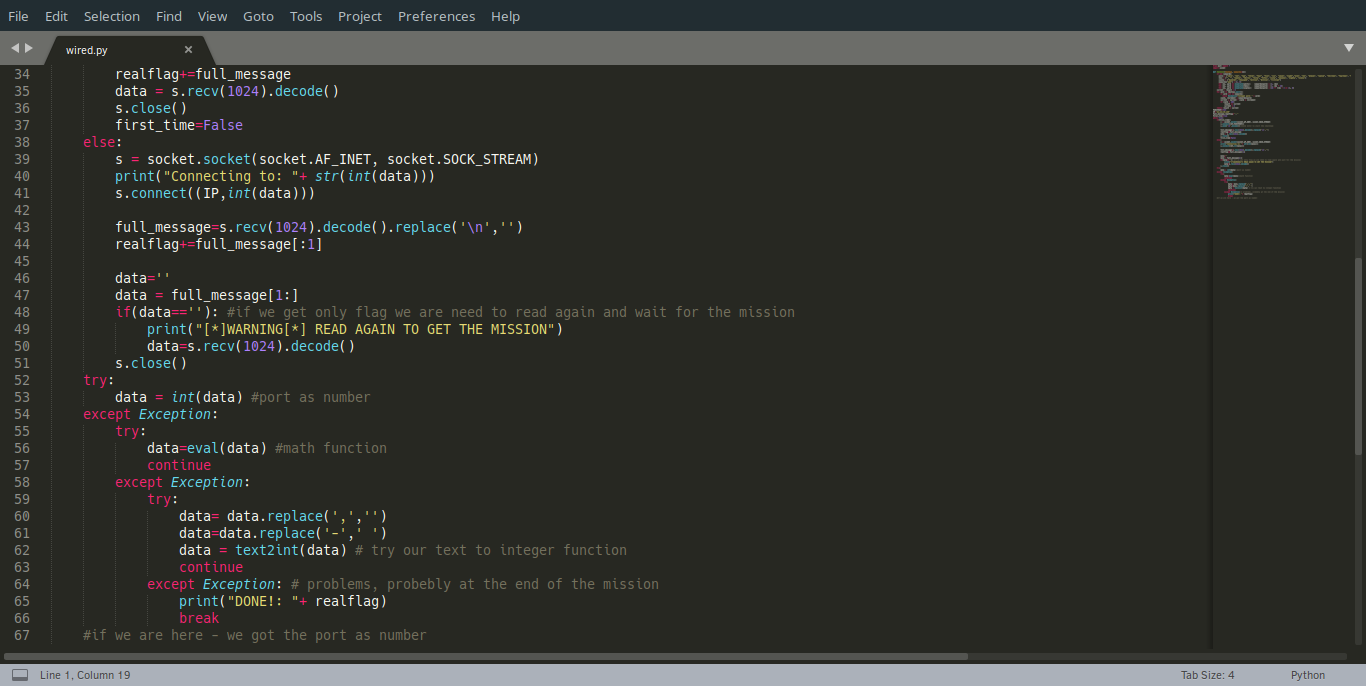 File Edit Selection Find View Goto Tools Project Preferences Help
wired.py
34 realflag+=full_message
35 data = s.recv(1024).decode()
36 s.close()
37 first_time=False
38 else:
39 s = socket.socket(socket.AF_INET, socket.SOCK_STREAM)
40 print("Connecting to: "+ str(int(data)))
41 s.connect((IP,int(data)))
42
43 full_message=s.recv(1024).decode().replace('\n','')
44 realflag+=full_message[:1]
45
46 data=''
47 data = full_message[1:]
48 if(data==''): #if we get only flag we are need to read again and wait for the mission
49 print("[*]WARNING[*] READ AGAIN TO GET THE MISSION")
50 data=s.recv(1024).decode()
51 s.close()
52 try:
53 data = int(data) #port as number
54 except Exception:
55 try:
56 data=eval(data) #math function
57 continue
58 except Exception:
59 try:
60 data= data.replace(',','')
61 data=data.replace('-',' ')
62 data = text2int(data) # try our text to integer function
63 continue
64 except Exception: # problems, probebly at the end of the mission
65 print("DONE!: "+ realflag)
66 break
67 #if we are here - we got the port as number
Line 1, Column 19 Tab Size: 4 Python